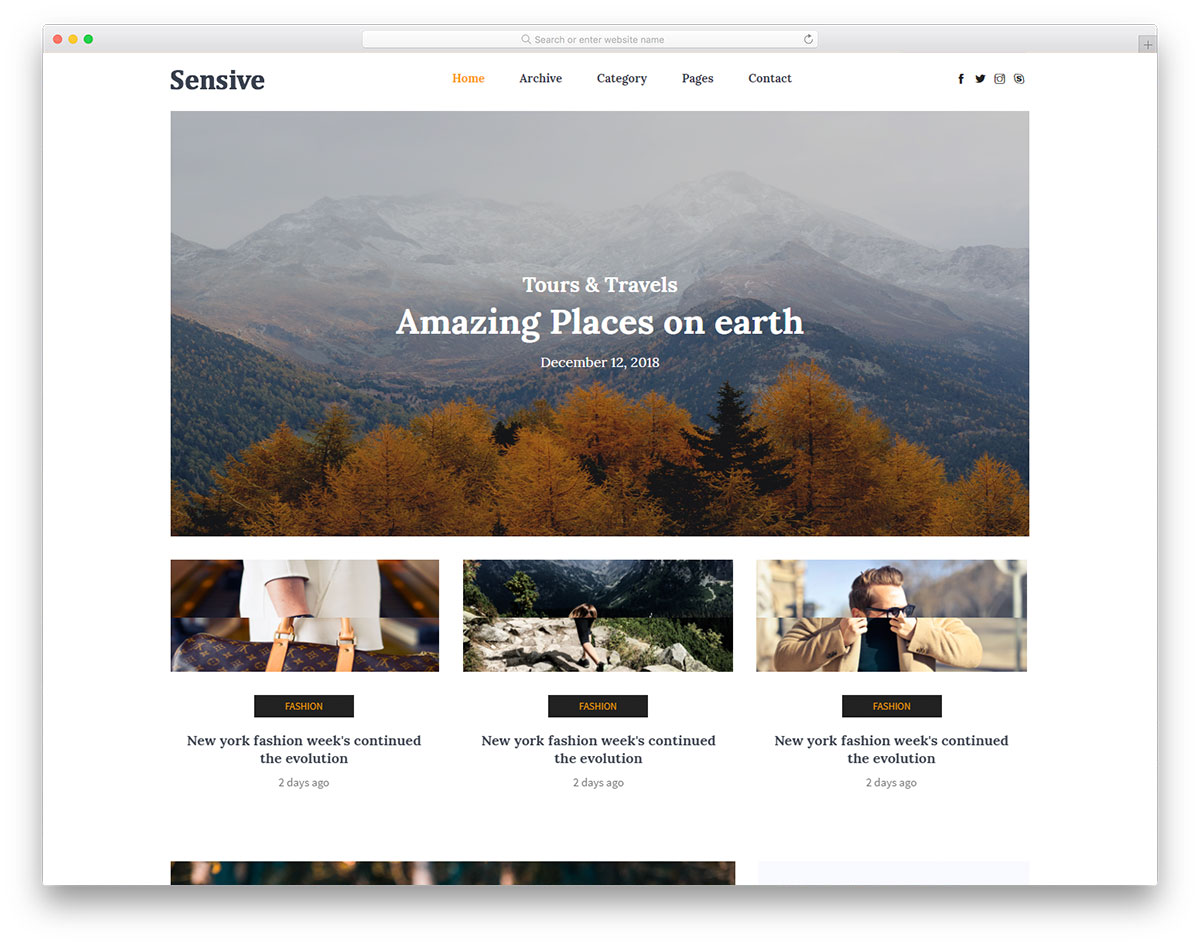 Search or enter website name
Sensive
Home Archive Category Pages Contact
Tours & Travels
Amazing Places on earth
December 12, 2018
FASHION
New york fashion week's continued
the evolution
2 days ago
FASHION
New york fashion week's continued
the evolution
2 days ago
FASHION
New york fashion week's continued
the evolution
2 days ago